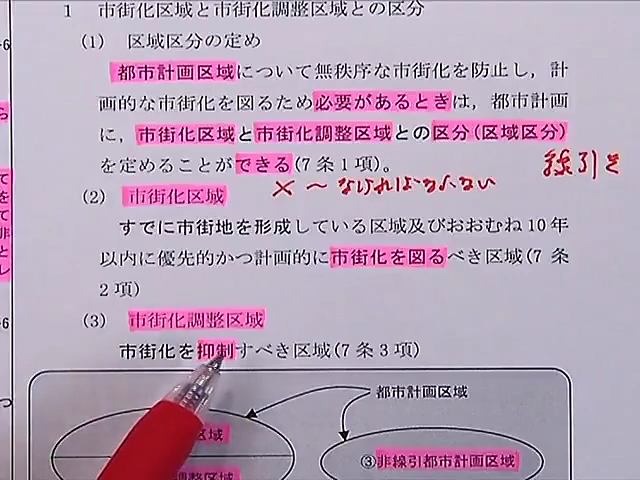 1 市街化区域と市街化調整区域との区分
(1) 区域区分の定め
都市計画区域について無秩序な市街化を防止し，計
画的な市街化を図るため必要があるときは，都市計画
に，市街化区域と市街化調整区域との区分(区域区分)
を定めることができる(7条1項)。
線引き
× 〜なければならない
(2) 市街化区域
すでに市街地を形成している区域及びおおむね10年
以内に優先的かつ計画的に市街化を図るべき区域(7条
2項)
(3) 市街化調整区域
市街化を抑制すべき区域(7条3項)
都市計画区域
区域
③非線引都市計画区域
調整区域